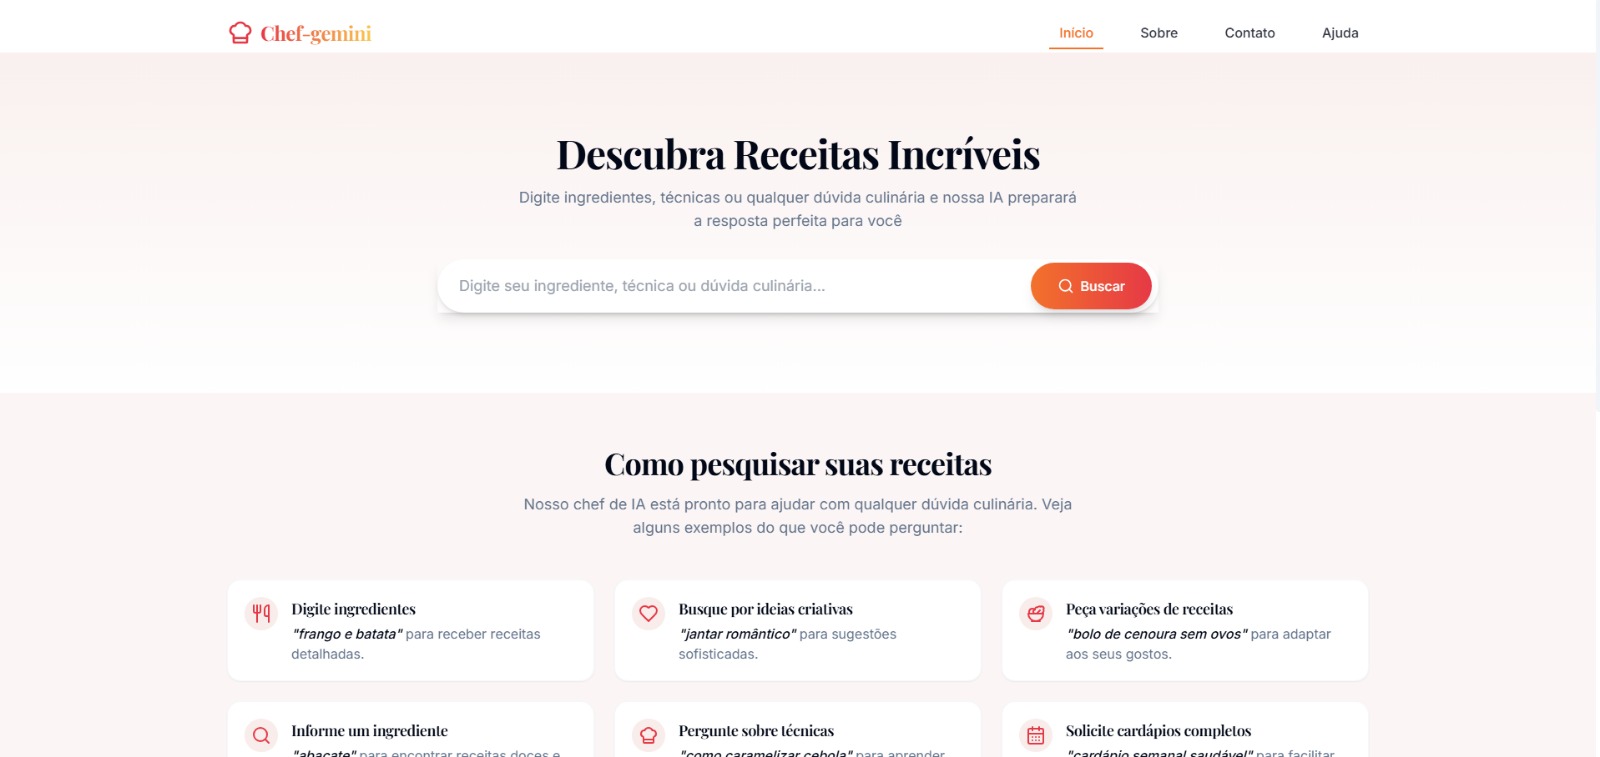 Chef-gemini
Início
Sobre
Contato
Ajuda
Descubra Receitas Incríveis
Digite ingredientes, técnicas ou qualquer dúvida culinária e nossa IA preparará
a resposta perfeita para você
Digite seu ingrediente, técnica ou dúvida culinária...
Buscar
Como pesquisar suas receitas
Nosso chef de IA está pronto para ajudar com qualquer dúvida culinária. Veja
alguns exemplos do que você pode perguntar:
Digite ingredientes
"frango e batata" para receber receitas
detalhadas.
Busque por ideias criativas
"jantar romântico" para sugestões
sofisticadas.
Peça variações de receitas
"bolo de cenoura sem ovos" para adaptar
aos seus gostos.
Informe um ingrediente
"abacate" para encontrar receitas doces e
Pergunte sobre técnicas
"como caramelizar cebola" para aprender
Solicite cardápios completos
"cardápio semanal saudável" para facilitar